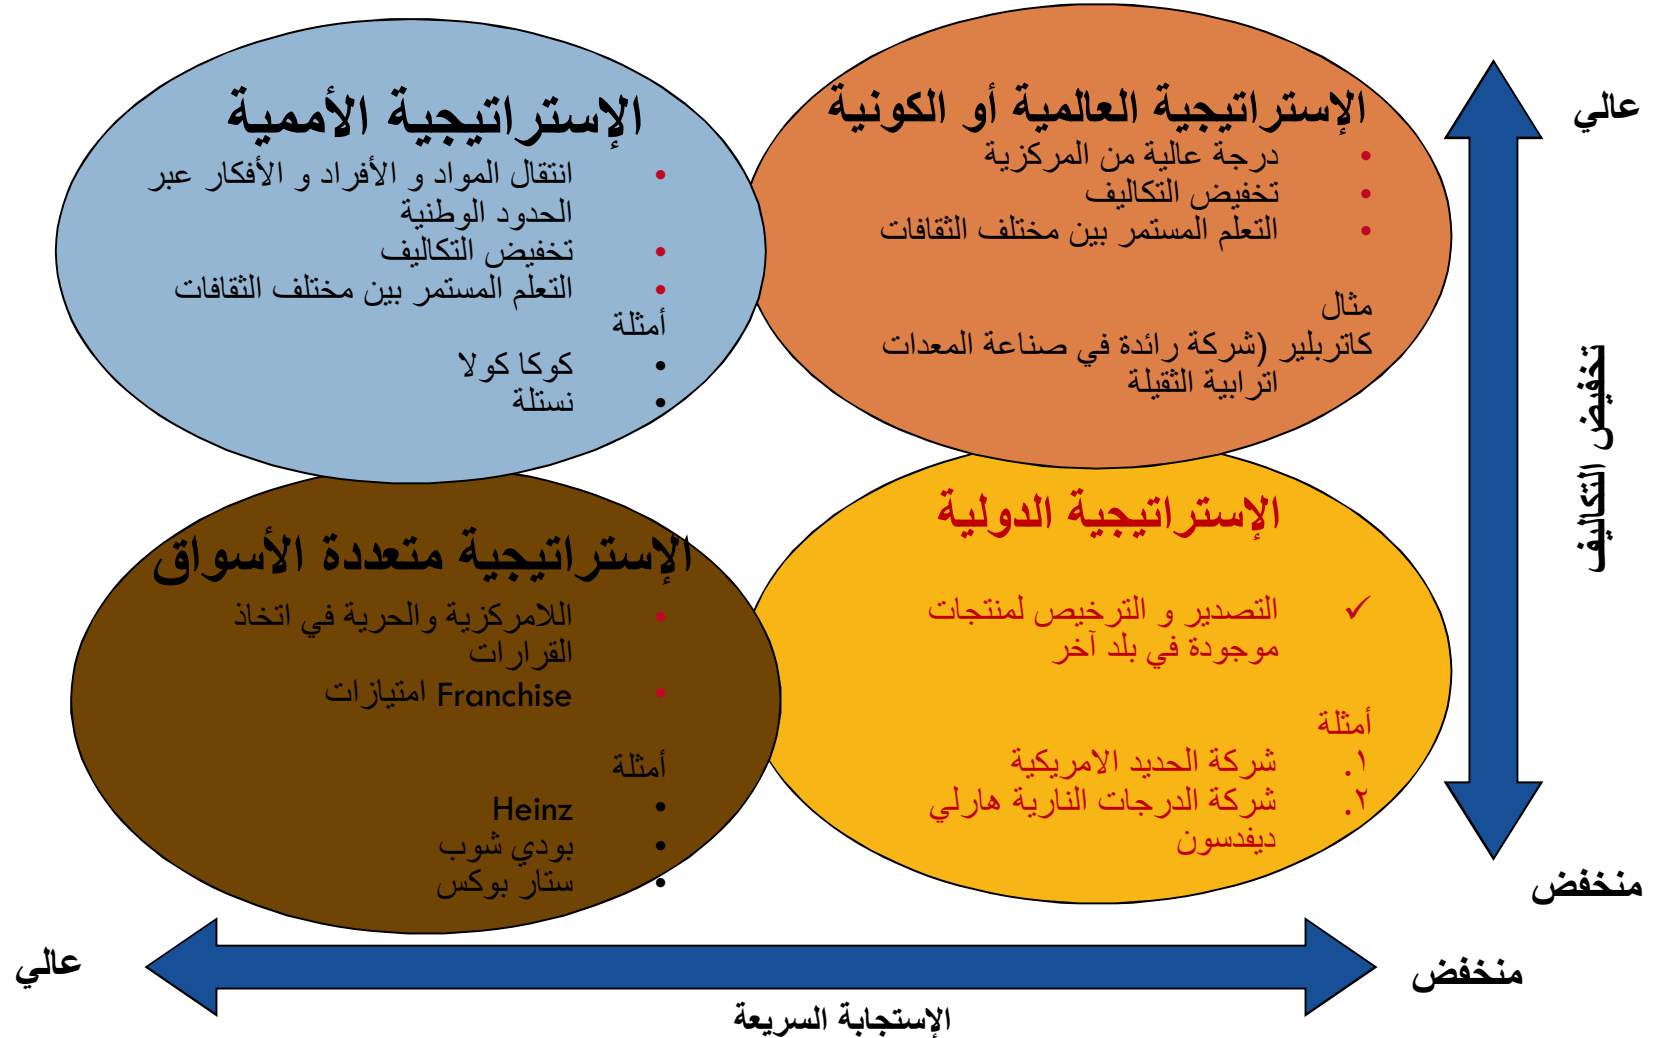 الإستراتيجية العالمية أو الكونية
• درجة عالية من المركزية
• تخفيض التكاليف
• التعلم المستمر بين مختلف الثقافات
مثال
كاتربلير (شركة رائدة في صناعة المعدات
اترابية الثقيلة
الإستراتيجية الأممية
• انتقال المواد و الأفراد و الأفكار عبر
الحدود الوطنية
• تخفيض التكاليف
• التعلم المستمر بين مختلف الثقافات
أمثلة
• كوكا كولا
• نستلة
الإستراتيجية الدولية
✓ التصدير و الترخيص لمنتجات
موجودة في بلد آخر
أمثلة
١. شركة الحديد الامريكية
٢. شركة الدرجات النارية هارلي
ديفدسون
الإستراتيجية متعددة الأسواق
• اللامركزية والحرية في اتخاذ
القرارات
• Franchise امتيازات
أمثلة
• Heinz
• بودي شوب
• ستار بوكس
عالي
تخفيض التكاليف
منخفض
منخفض
عالي
الإستجابة السريعة